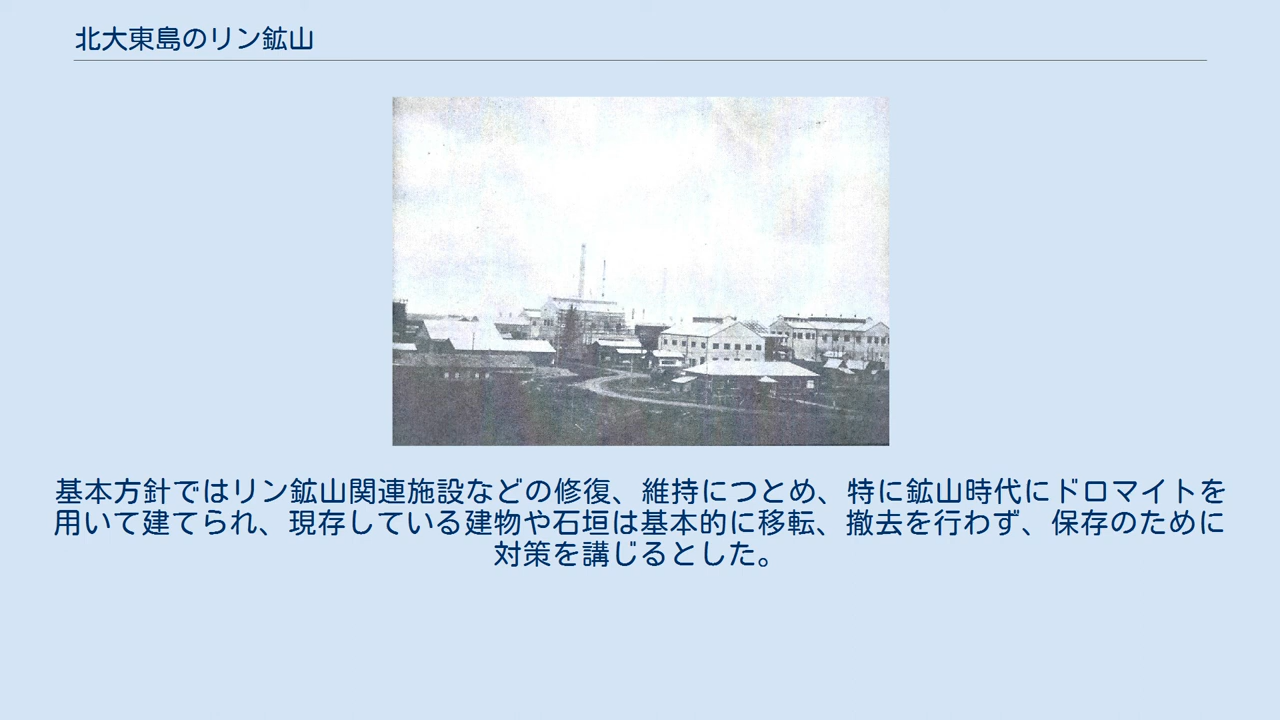 北大東島のリン鉱山
基本方針ではリン鉱山関連施設などの修復、維持につとめ、特に鉱山時代にドロマイトを
用いて建てられ、現存している建物や石垣は基本的に移転、撤去を行わず、保存のために
対策を講じるとした。